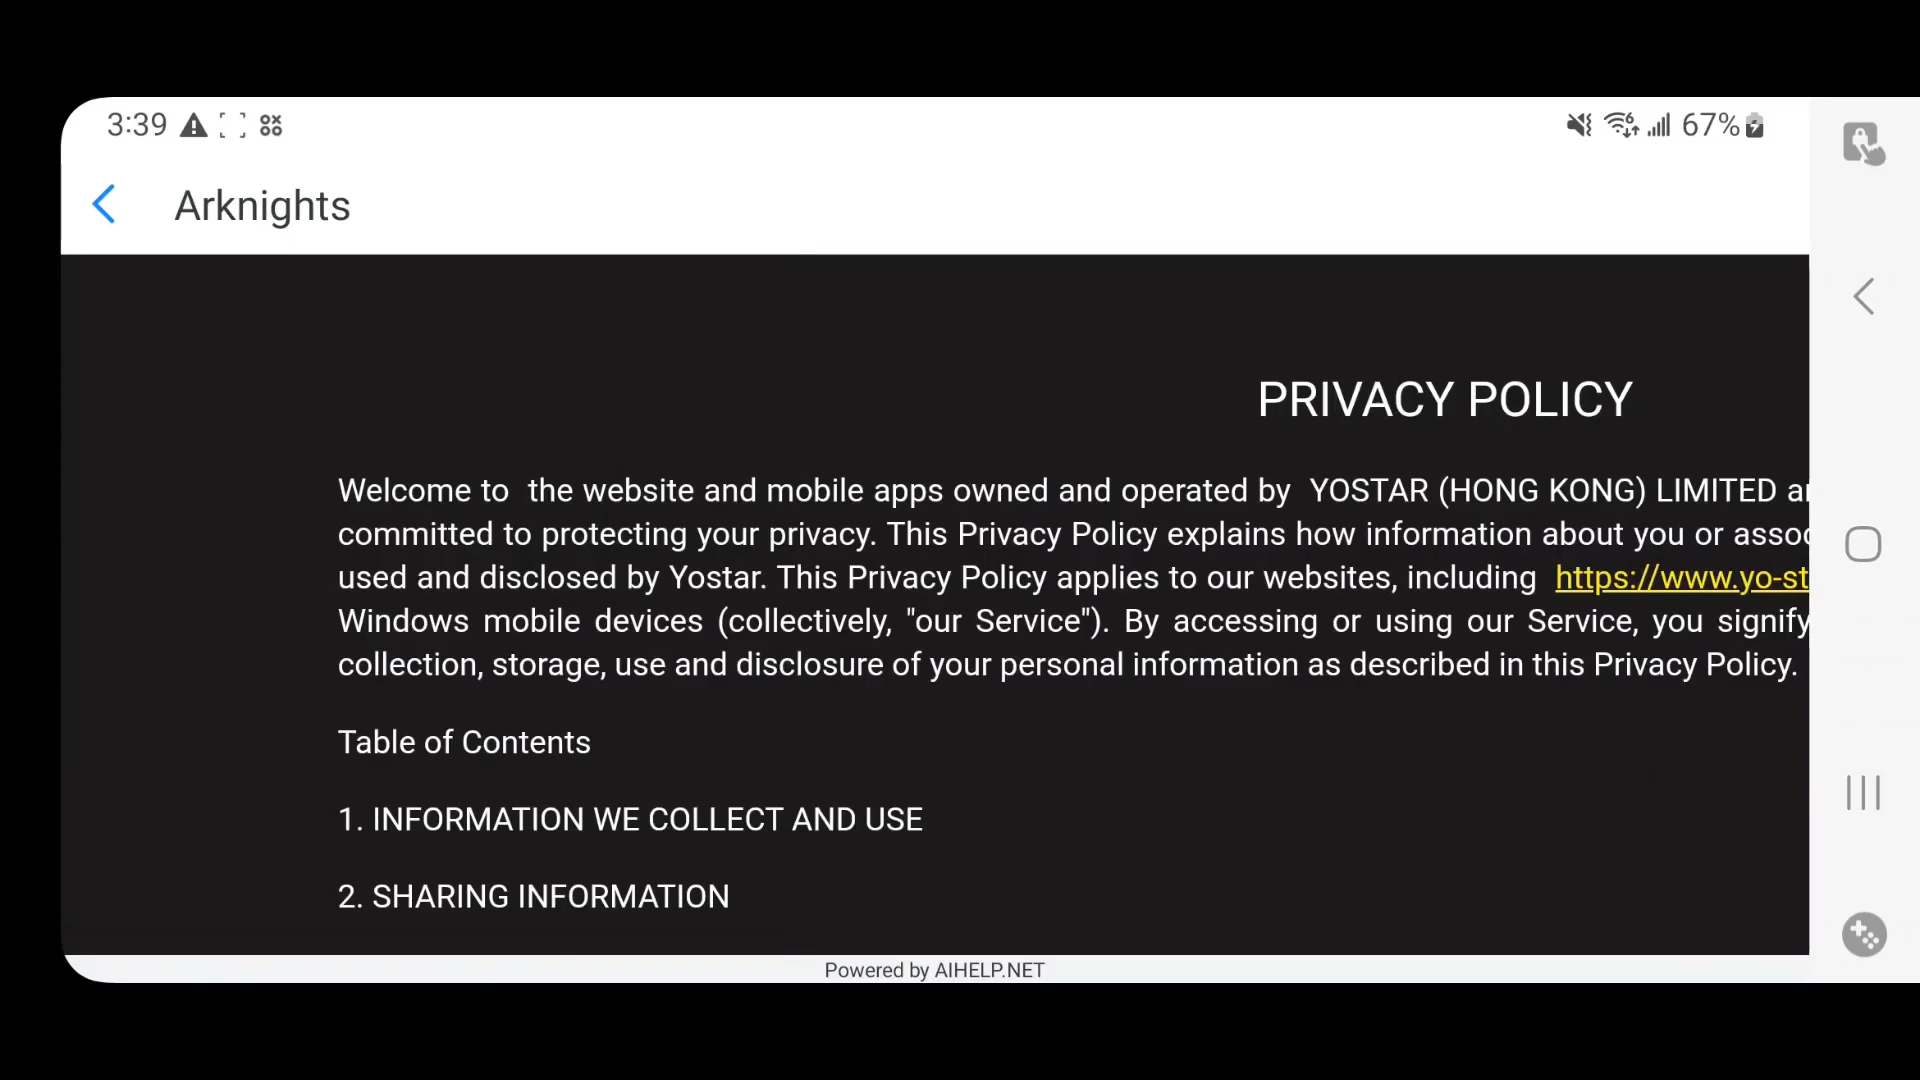 3:39
67%
Arknights
PRIVACY POLICY
Welcome to the website and mobile apps owned and operated by YOSTAR (HONG KONG) LIMITED
committed to protecting your privacy. This Privacy Policy explains how information about you or
used and disclosed by Yostar. This Privacy Policy applies to our websites, including https://www.yo-st
Windows mobile devices (collectively, "our Service"). By accessing or using our Service, you signify
collection, storage, use and disclosure of your personal information as described in this Privacy Policy.
Table of Contents
1. INFORMATION WE COLLECT AND USE
2. SHARING INFORMATION
Powered by AIHELP.NET